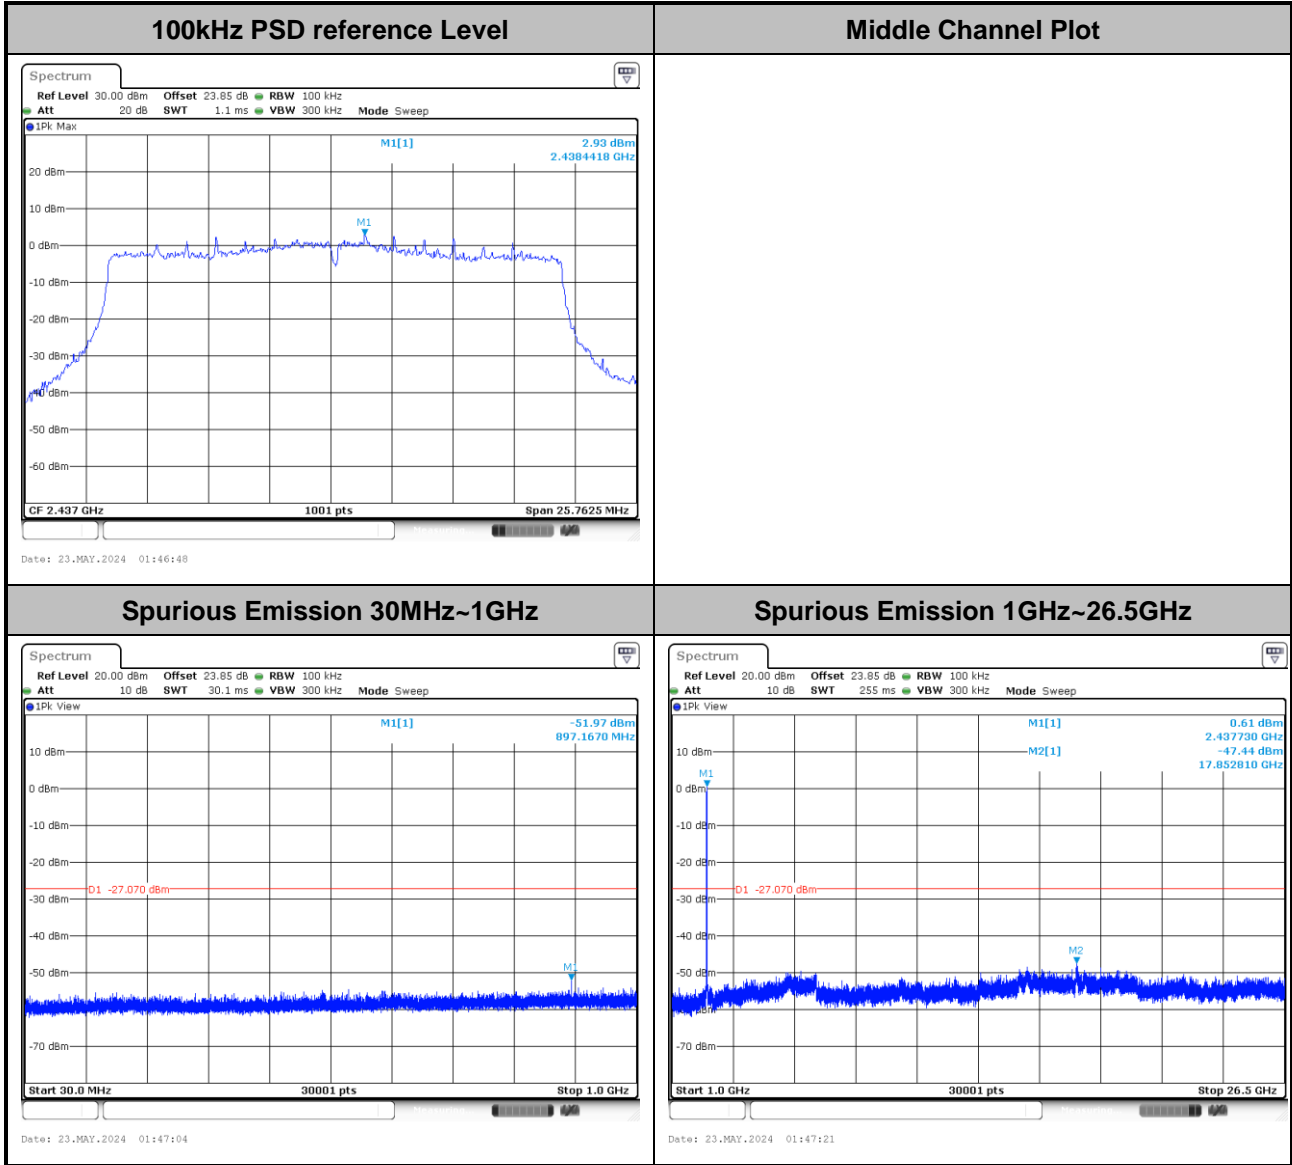 100kHz PSD reference Level
Middle Channel Plot
Spectrum
Ref Level 30.00 dBm Offset 23.85 dB RBW 100 kHz
Att 20 dB SWT 1.1 ms VBW 300 kHz Mode Sweep
1Pk Max
M1[1] 2.93 dBm
2.4384418 GHz
20 dBm
10 dBm
M1
0 dBm
-10 dBm
-20 dBm
-30 dBm
-40 dBm
-50 dBm
-60 dBm
CF 2.437 GHz 1001 pts Span 25.7625 MHz
Date: 23.MAY.2024 01:46:48
Spurious Emission 30MHz~1GHz
Spurious Emission 1GHz~26.5GHz
Spectrum
Ref Level 20.00 dBm Offset 23.85 dB RBW 100 kHz
Att 10 dB SWT 30.1 ms VBW 300 kHz Mode Sweep
1Pk View
M1[1] -51.97 dBm
897.1670 MHz
10 dBm
0 dBm
-10 dBm
-20 dBm
D1 -27.070 dBm
-30 dBm
-40 dBm
M1
-50 dBm
-70 dBm
Start 30.0 MHz 30001 pts Stop 1.0 GHz
Date: 23.MAY.2024 01:47:04
Spectrum
Ref Level 20.00 dBm Offset 23.85 dB RBW 100 kHz
Att 10 dB SWT 255 ms VBW 300 kHz Mode Sweep
1Pk View
M1[1] 0.61 dBm
2.437730 GHz
10 dBm
M2[1] -47.44 dBm
17.852810 GHz
M1
0 dBm
-10 dBm
-20 dBm
D1 -27.070 dBm
-30 dBm
-40 dBm
M2
-50 dBm
-70 dBm
Start 1.0 GHz 30001 pts Stop 26.5 GHz
Date: 23.MAY.2024 01:47:21